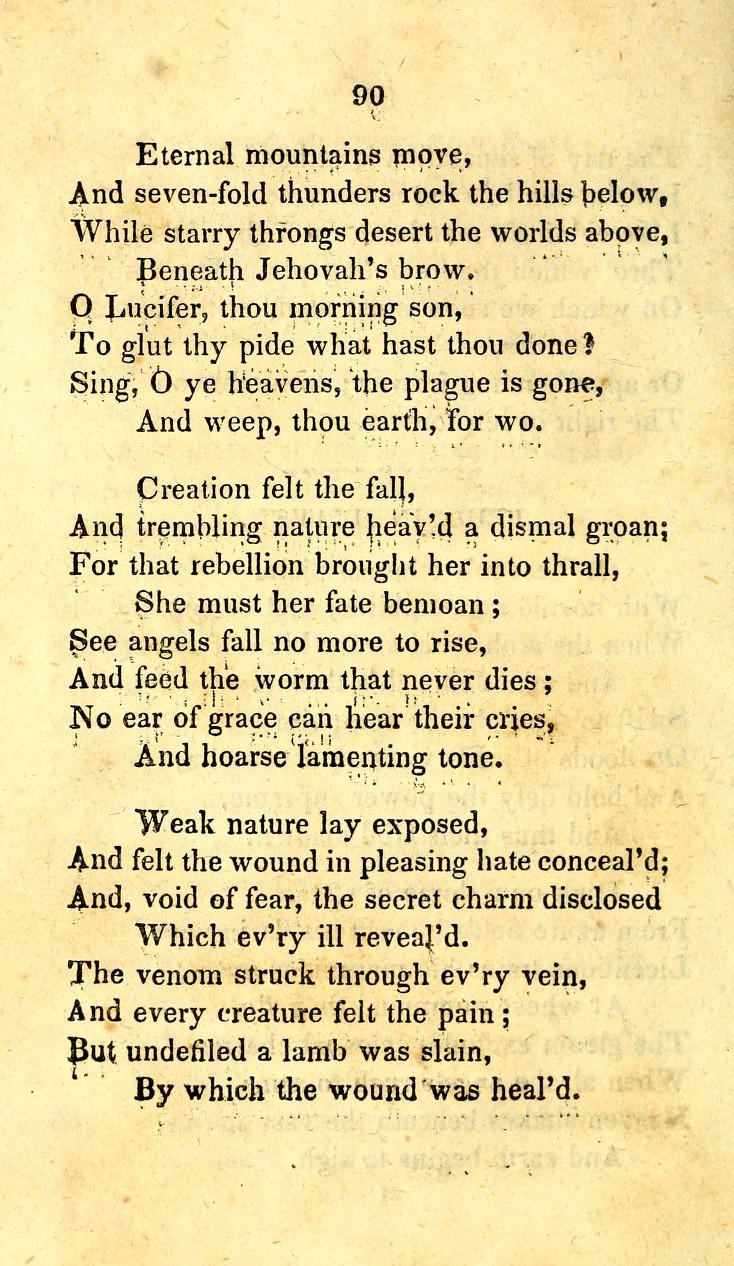 90
Eternal mountains move,
And seven-fold thunders rock the hills below,
While starry throngs desert the worlds above,
Beneath Jehovah's brow.
O Lucifer, thou morning son,
To glut thy pide what hast thou done?
Sing, O ye heavens, the plague is gone,
And weep, thou earth, for wo.
Creation felt the fall,
And trembling nature heav'd a dismal groan;
For that rebellion brought her into thrall,
She must her fate bemoan;
See angels fall no more to rise,
And feed the worm that never dies;
No ear of grace can hear their cries,
And hoarse lamenting tone.
Weak nature lay exposed,
And felt the wound in pleasing hate conceal'd;
And, void of fear, the secret charm disclosed
Which ev'ry ill reveal'd.
The venom struck through ev'ry vein,
And every creature felt the pain;
But undefiled a lamb was slain,
By which the wound was heal'd.